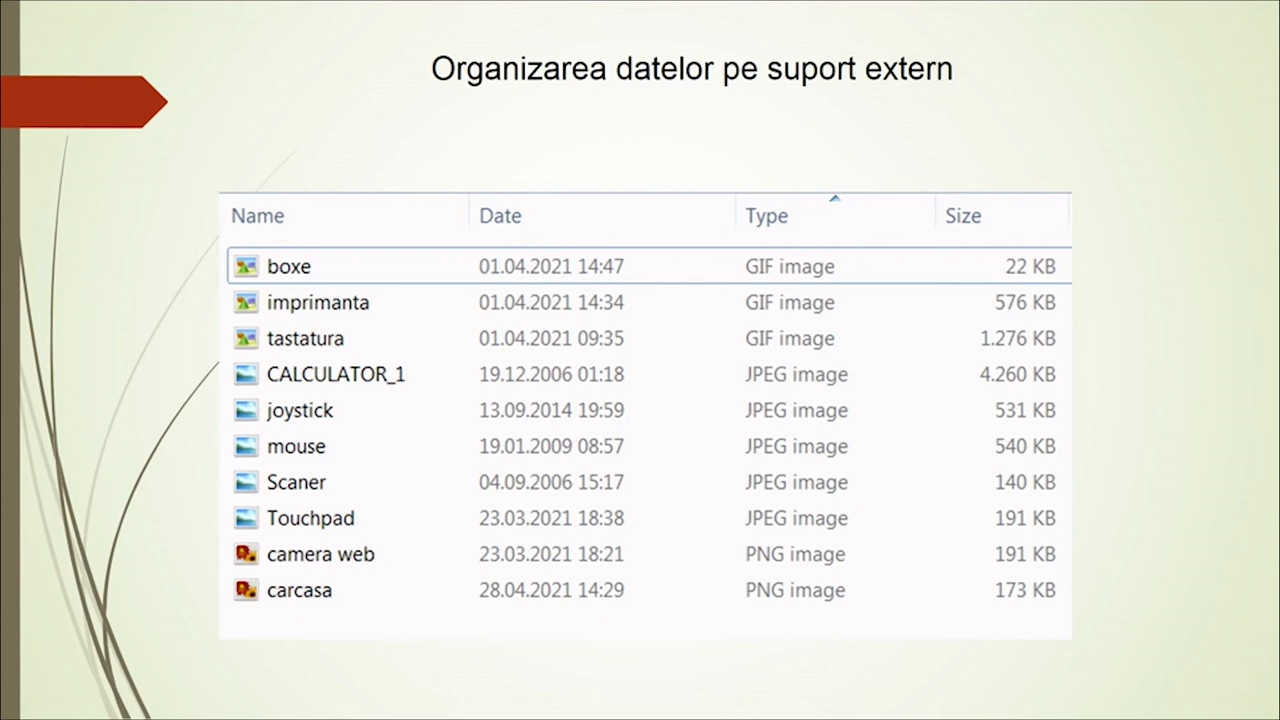 Organizarea datelor pe suport extern
Name Date Type Size
boxe 01.04.2021 14:47 GIF image 22 KB
imprimanta 01.04.2021 14:34 GIF image 576 KB
tastatura 01.04.2021 09:35 GIF image 1.276 KB
CALCULATOR_1 19.12.2006 01:18 JPEG image 4.260 KB
joystick 13.09.2014 19:59 JPEG image 531 KB
mouse 19.01.2009 08:57 JPEG image 540 KB
Scaner 04.09.2006 15:17 JPEG image 140 KB
Touchpad 23.03.2021 18:38 JPEG image 191 KB
camera web 23.03.2021 18:21 PNG image 191 KB
carcasa 28.04.2021 14:29 PNG image 173 KB